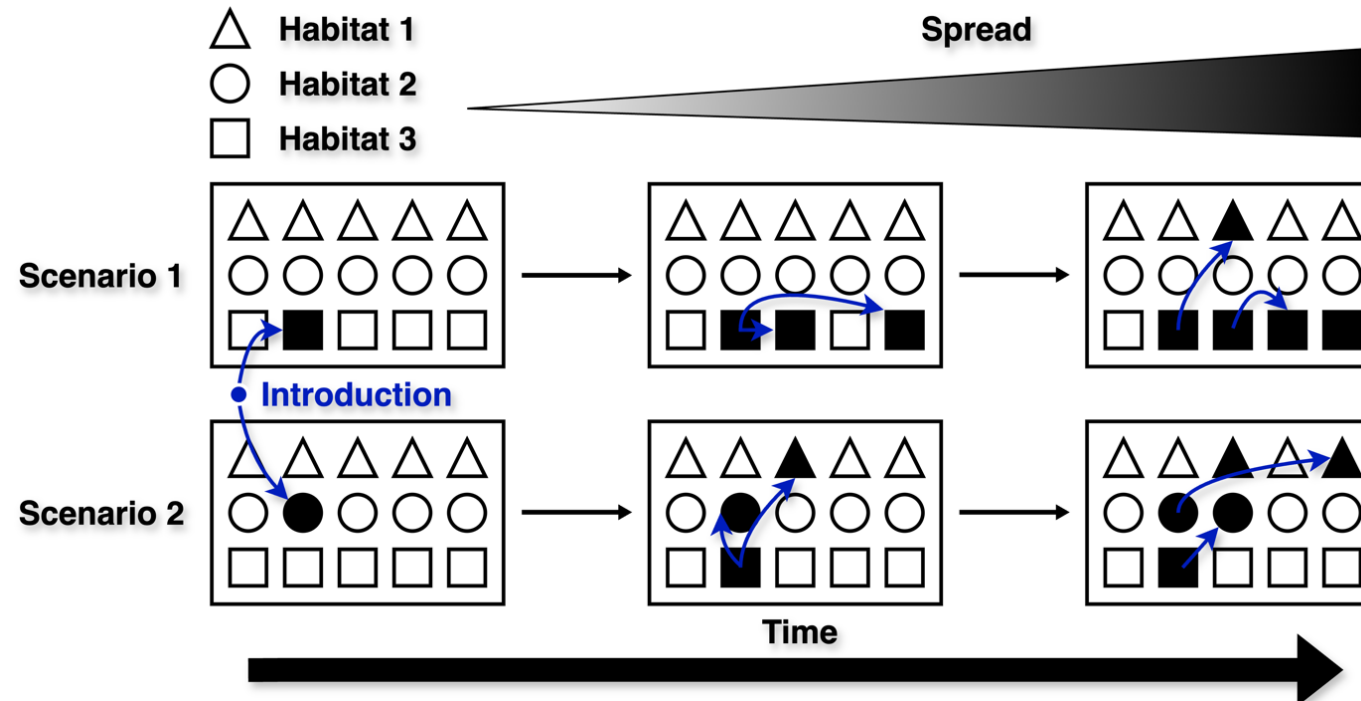 Habitat 1
Spread
Habitat 2
Habitat 3
Scenario 1
Introduction
Scenario 2
Time